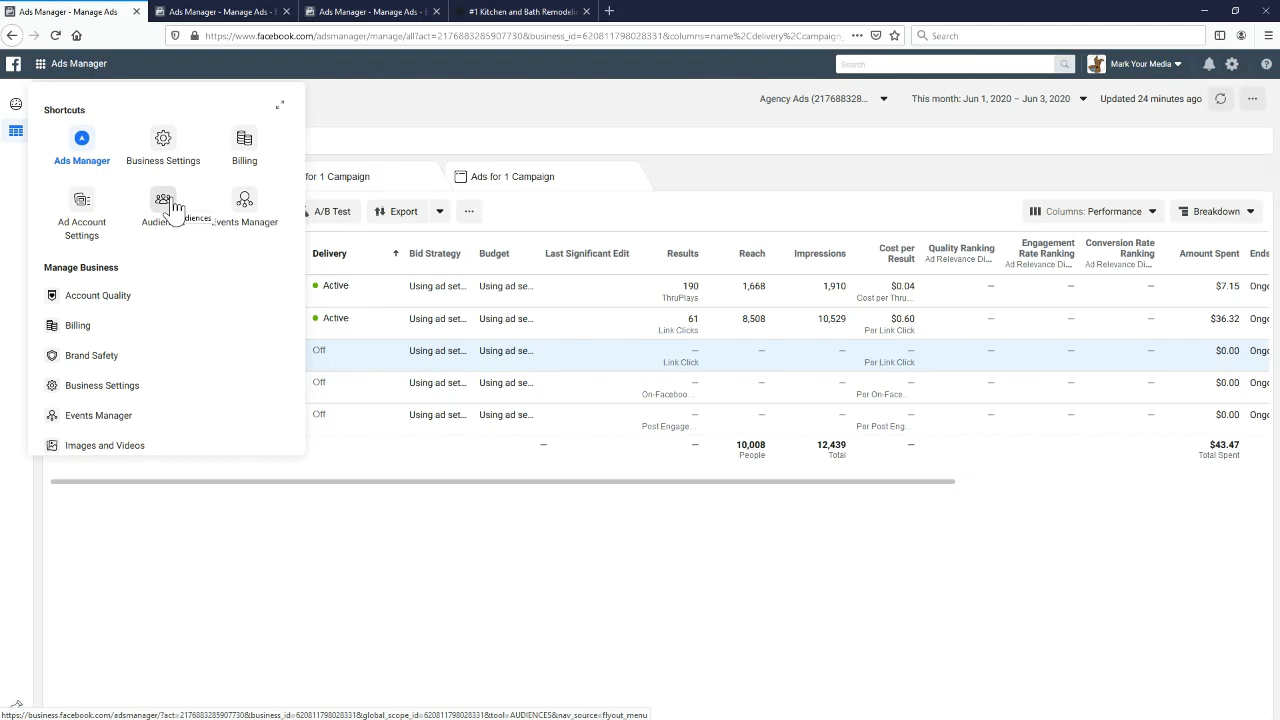 Ads Manager - Manage Ads
Ads Manager - Manage Ads - E
Ads Manager - Manage Ads - E
#1 Kitchen and Bath Remodelin
https://www.facebook.com/adsmanager/manage/all?act=2176883285907730&business_id=620811798028331&columns=name%2Cdelivery%2Ccampaign_
Search
Ads Manager
Search
Mark Your Media
Shortcuts
Agency Ads (217688328...
This month: Jun 1, 2020 – Jun 3, 2020
Updated 24 minutes ago
Ads Manager
Business Settings
Billing
for 1 Campaign
Ads for 1 Campaign
Ad Account Settings
Audiences
Events Manager
A/B Test
Export
Columns: Performance
Breakdown
Delivery
Bid Strategy
Budget
Last Significant Edit
Results
Reach
Impressions
Cost per Result
Quality Ranking
Ad Relevance Di...
Engagement Rate Ranking
Ad Relevance Di...
Conversion Rate Ranking
Ad Relevance Di...
Amount Spent
Ends
Manage Business
Active
Using ad set...
Using ad se...
190
1,668
1,910
$0.04
—
—
—
$7.15
Ongo
ThruPlays
Cost per Thru...
Account Quality
Active
Using ad set...
Using ad se...
61
8,508
10,529
$0.60
—
—
—
$36.32
Ongo
Link Clicks
Per Link Click
Billing
Off
Using ad set...
Using ad se...
—
—
—
—
—
—
—
$0.00
Ongo
Link Click
Per Link Click
Brand Safety
Off
Using ad set...
Using ad se...
—
—
—
—
—
—
—
$0.00
Ongo
On-Faceboo...
Per On-Face...
Business Settings
Off
Using ad set...
Using ad se...
—
—
—
—
—
—
—
$0.00
Ongo
Post Engage...
Per Post Eng...
Events Manager
Images and Videos
—
—
10,008
12,439
—
$43.47
People
Total
Total Spent
https://business.facebook.com/adsmanager/?act=2176883285907730&business_id=620811798028331&global_scope_id=620811798028331&tool=AUDIENCES&nav_source=flyout_menu